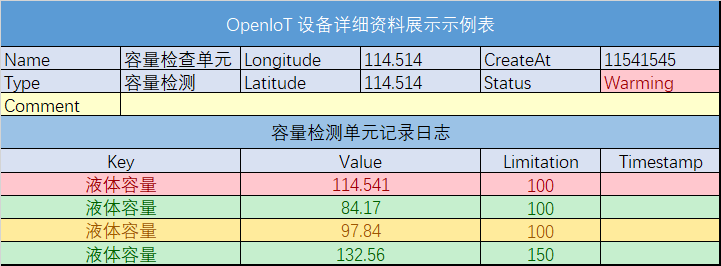 OpenIoT 设备详细资料展示示例表
Name 容量检查单元 Longitude 114.514 CreateAt 11541545
Type 容量检测 Latitude 114.514 Status Warming
Comment
容量检测单元记录日志
Key Value Limitation Timestamp
液体容量 114.541 100
液体容量 84.17 100
液体容量 97.84 100
液体容量 132.56 150